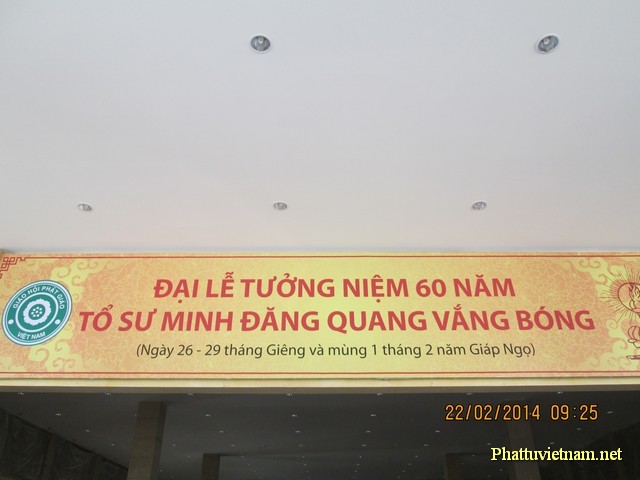 ĐẠI LỄ TƯỞNG NIỆM 60 NĂM
TỔ SƯ MINH ĐĂNG QUANG VẮNG BÓNG
(Ngày 26 - 29 tháng Giêng và mùng 1 tháng 2 năm Giáp Ngọ)
GIÁO HỘI PHẬT GIÁO
VIỆT NAM
22/02/2014 09:25
Phattuvietnam.net